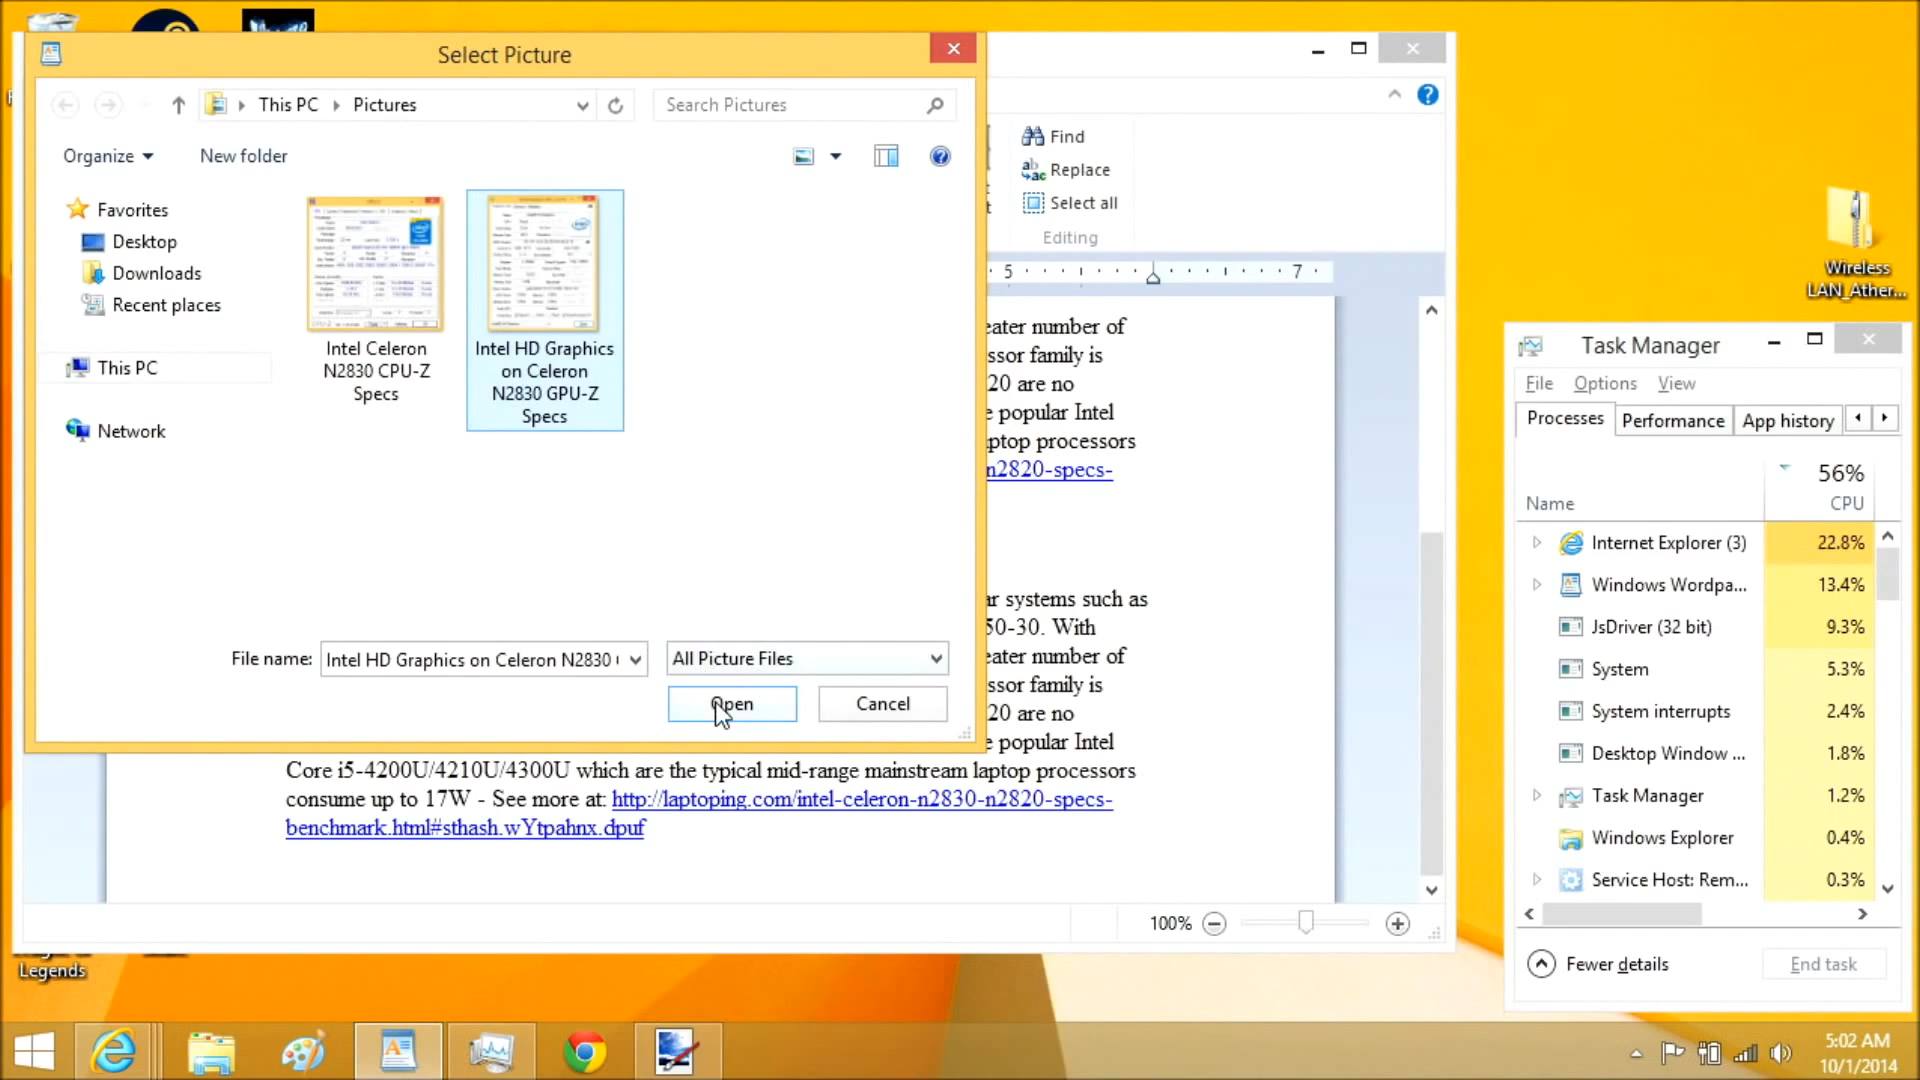 Select Picture
This PC
Pictures
Search Pictures
Organize
New folder
Favorites
Desktop
Downloads
Recent places
This PC
Network
Intel Celeron
N2830 CPU-Z
Specs
Intel HD Graphics
on Celeron
N2830 GPU-Z
Specs
File name:
Intel HD Graphics on Celeron N2830
All Picture Files
Open
Cancel
Find
Replace
Select all
Editing
5
7
eater number of
ssor family is
20 are no
e popular Intel
ptop processors
n2820-specs-
ar systems such as
50-30. With
eater number of
ssor family is
20 are no
e popular Intel
Core i5-4200U/4210U/4300U which are the typical mid-range mainstream laptop processors
consume up to 17W - See more at: http://laptoping.com/intel-celeron-n2830-n2820-specs-
benchmark.html#sthash.wYtpahnx.dpuf
100%
Wireless
LAN_Ather...
Task Manager
File Options View
Processes Performance App history
56%
Name CPU
Internet Explorer (3) 22.8%
Windows Wordpa... 13.4%
JsDriver (32 bit) 9.3%
System 5.3%
System interrupts 2.4%
Desktop Window ... 1.8%
Task Manager 1.2%
Windows Explorer 0.4%
Service Host: Rem... 0.3%
Fewer details
End task
Legends
5:02 AM
10/1/2014